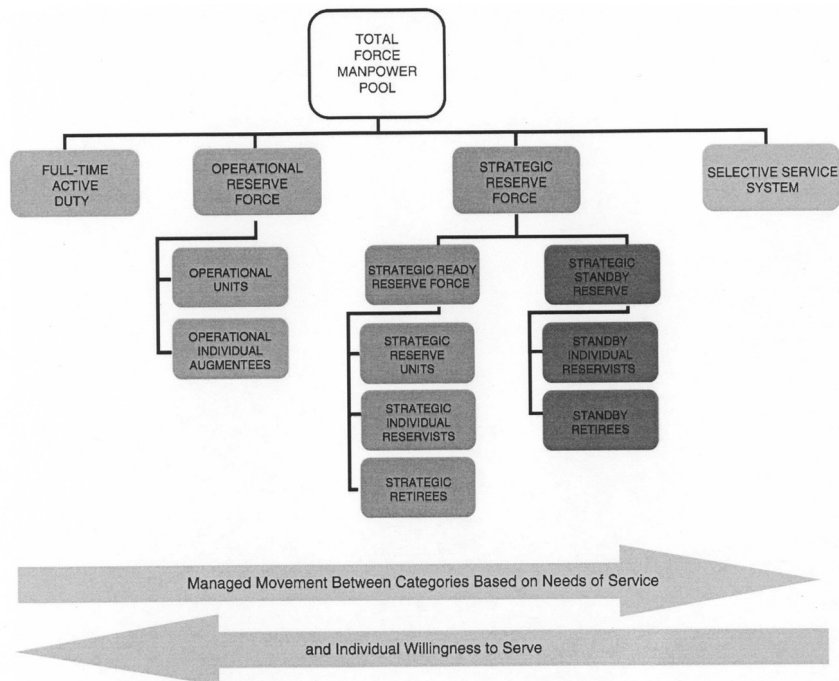 TOTAL
FORCE
MANPOWER
POOL
FULL-TIME
ACTIVE
DUTY
OPERATIONAL
RESERVE
FORCE
STRATEGIC
RESERVE
FORCE
SELECTIVE SERVICE
SYSTEM
OPERATIONAL
UNITS
OPERATIONAL
INDIVIDUAL
AUGMENTEES
STRATEGIC READY
RESERVE FORCE
STRATEGIC
RESERVE
UNITS
STRATEGIC
INDIVIDUAL
RESERVISTS
STRATEGIC
RETIREES
STRATEGIC
STANDBY
RESERVE
STANDBY
INDIVIDUAL
RESERVISTS
STANDBY
RETIREES
Managed Movement Between Categories Based on Needs of Service
and Individual Willingness to Serve